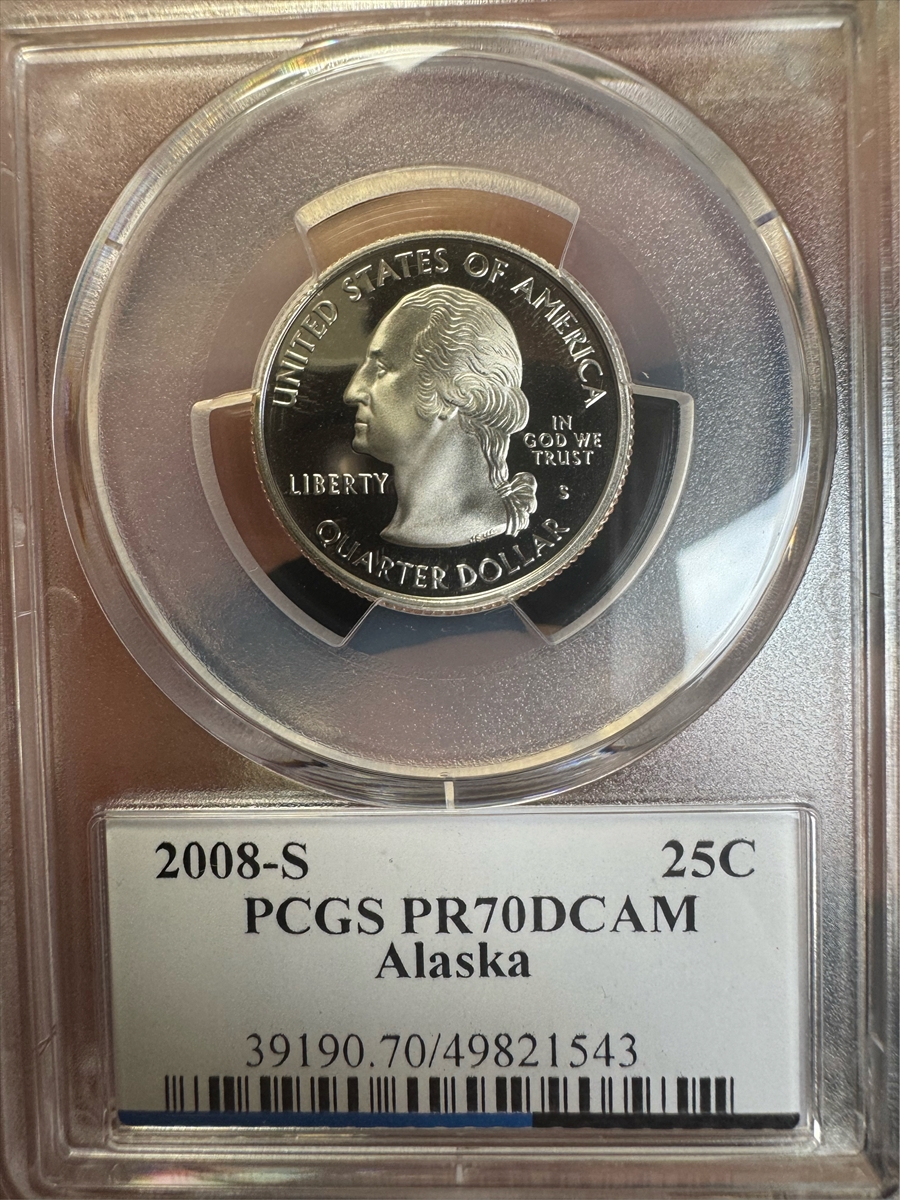 UNITED STATES OF AMERICA
IN
GOD WE
TRUST
LIBERTY
S
QUARTER DOLLAR
2008-S 25C
PCGS PR70DCAM
Alaska
39190.70/49821543